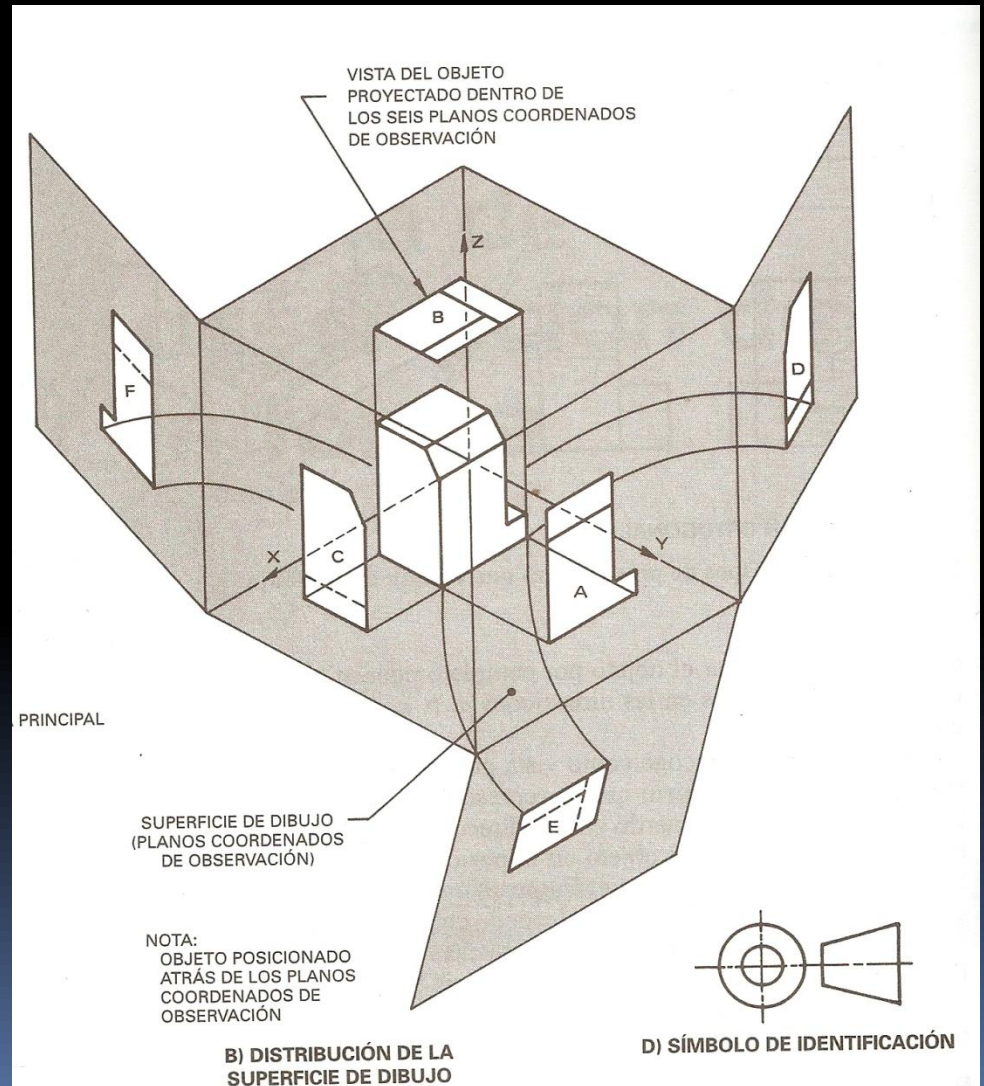 VISTA DEL OBJETO
PROYECTADO DENTRO DE
LOS SEIS PLANOS COORDENADOS
DE OBSERVACIÓN
Z
B
D
F
C
X
Y
A
PRINCIPAL
SUPERFICIE DE DIBUJO
(PLANOS COORDENADOS
DE OBSERVACIÓN)
E
NOTA:
OBJETO POSICIONADO
ATRÁS DE LOS PLANOS
COORDENADOS DE
OBSERVACIÓN
B) DISTRIBUCIÓN DE LA
SUPERFICIE DE DIBUJO
D) SÍMBOLO DE IDENTIFICACIÓN